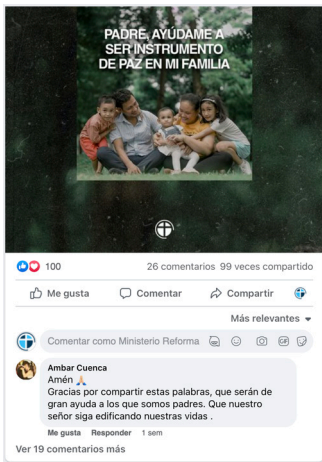 PADRE, AYÚDAME A
SER INSTRUMENTO
DE PAZ EN MI FAMILIA
100
26 comentarios 99 veces compartido
Me gusta Comentar Compartir
Más relevantes
Comentar como Ministerio Reforma
GIF
Ambar Cuenca
Amén 🙏🏼
Gracias por compartir estas palabras, que serán de
gran ayuda a los que somos padres. Que nuestro
señor siga edificando nuestras vidas .
Me gusta Responder 1 sem
Ver 19 comentarios más